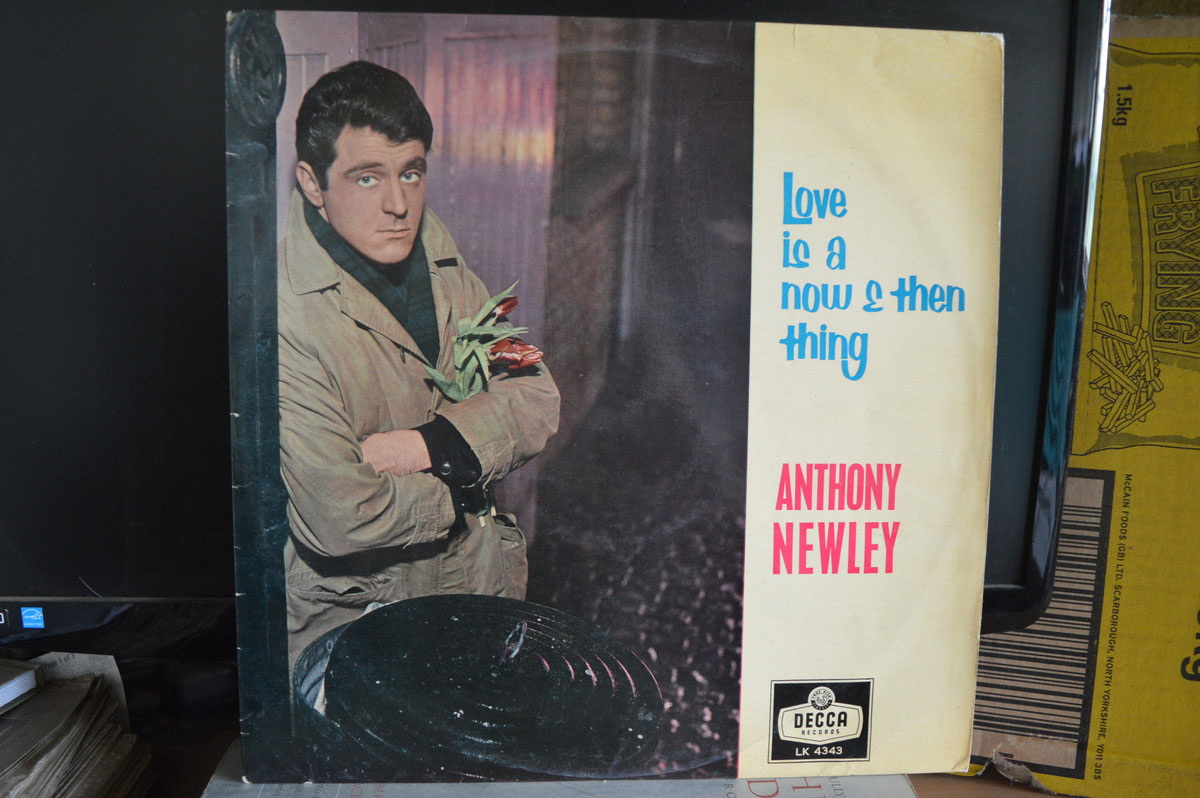 Love
is a
now & then
thing
ANTHONY
NEWLEY
DECCA
RECORDS
LK 4343
1.5kg
FRYING
McCAIN FOODS (GB) LTD. SCARBOROUGH, NORTH YORKSHIRE, YO11 3BS